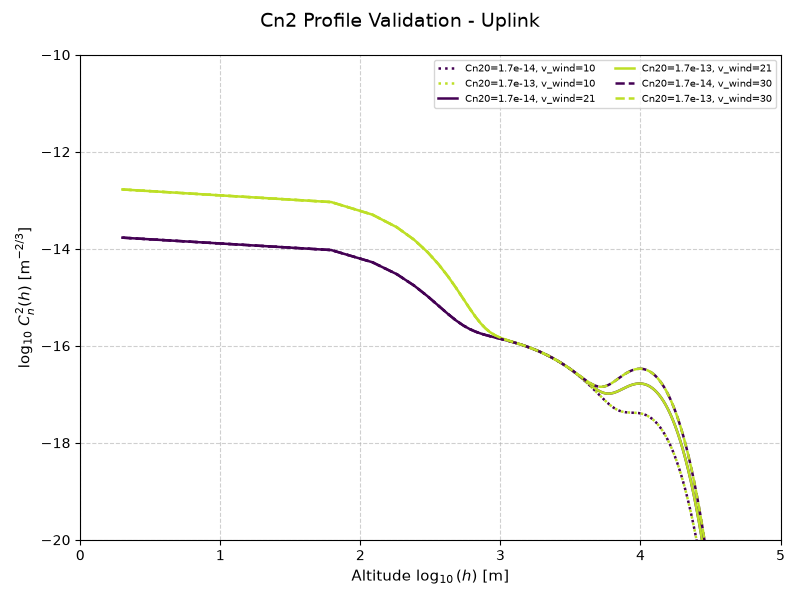 Cn2 Profile Validation - Uplink
−10
−12
−14
−16
−18
−20
log₁₀ Cₙ²(h) [m⁻²ᐟ³]
Cn20=1.7e-14, v_wind=10
Cn20=1.7e-13, v_wind=10
Cn20=1.7e-14, v_wind=21
Cn20=1.7e-13, v_wind=21
Cn20=1.7e-14, v_wind=30
Cn20=1.7e-13, v_wind=30
0 1 2 3 4 5
Altitude log₁₀(h) [m]